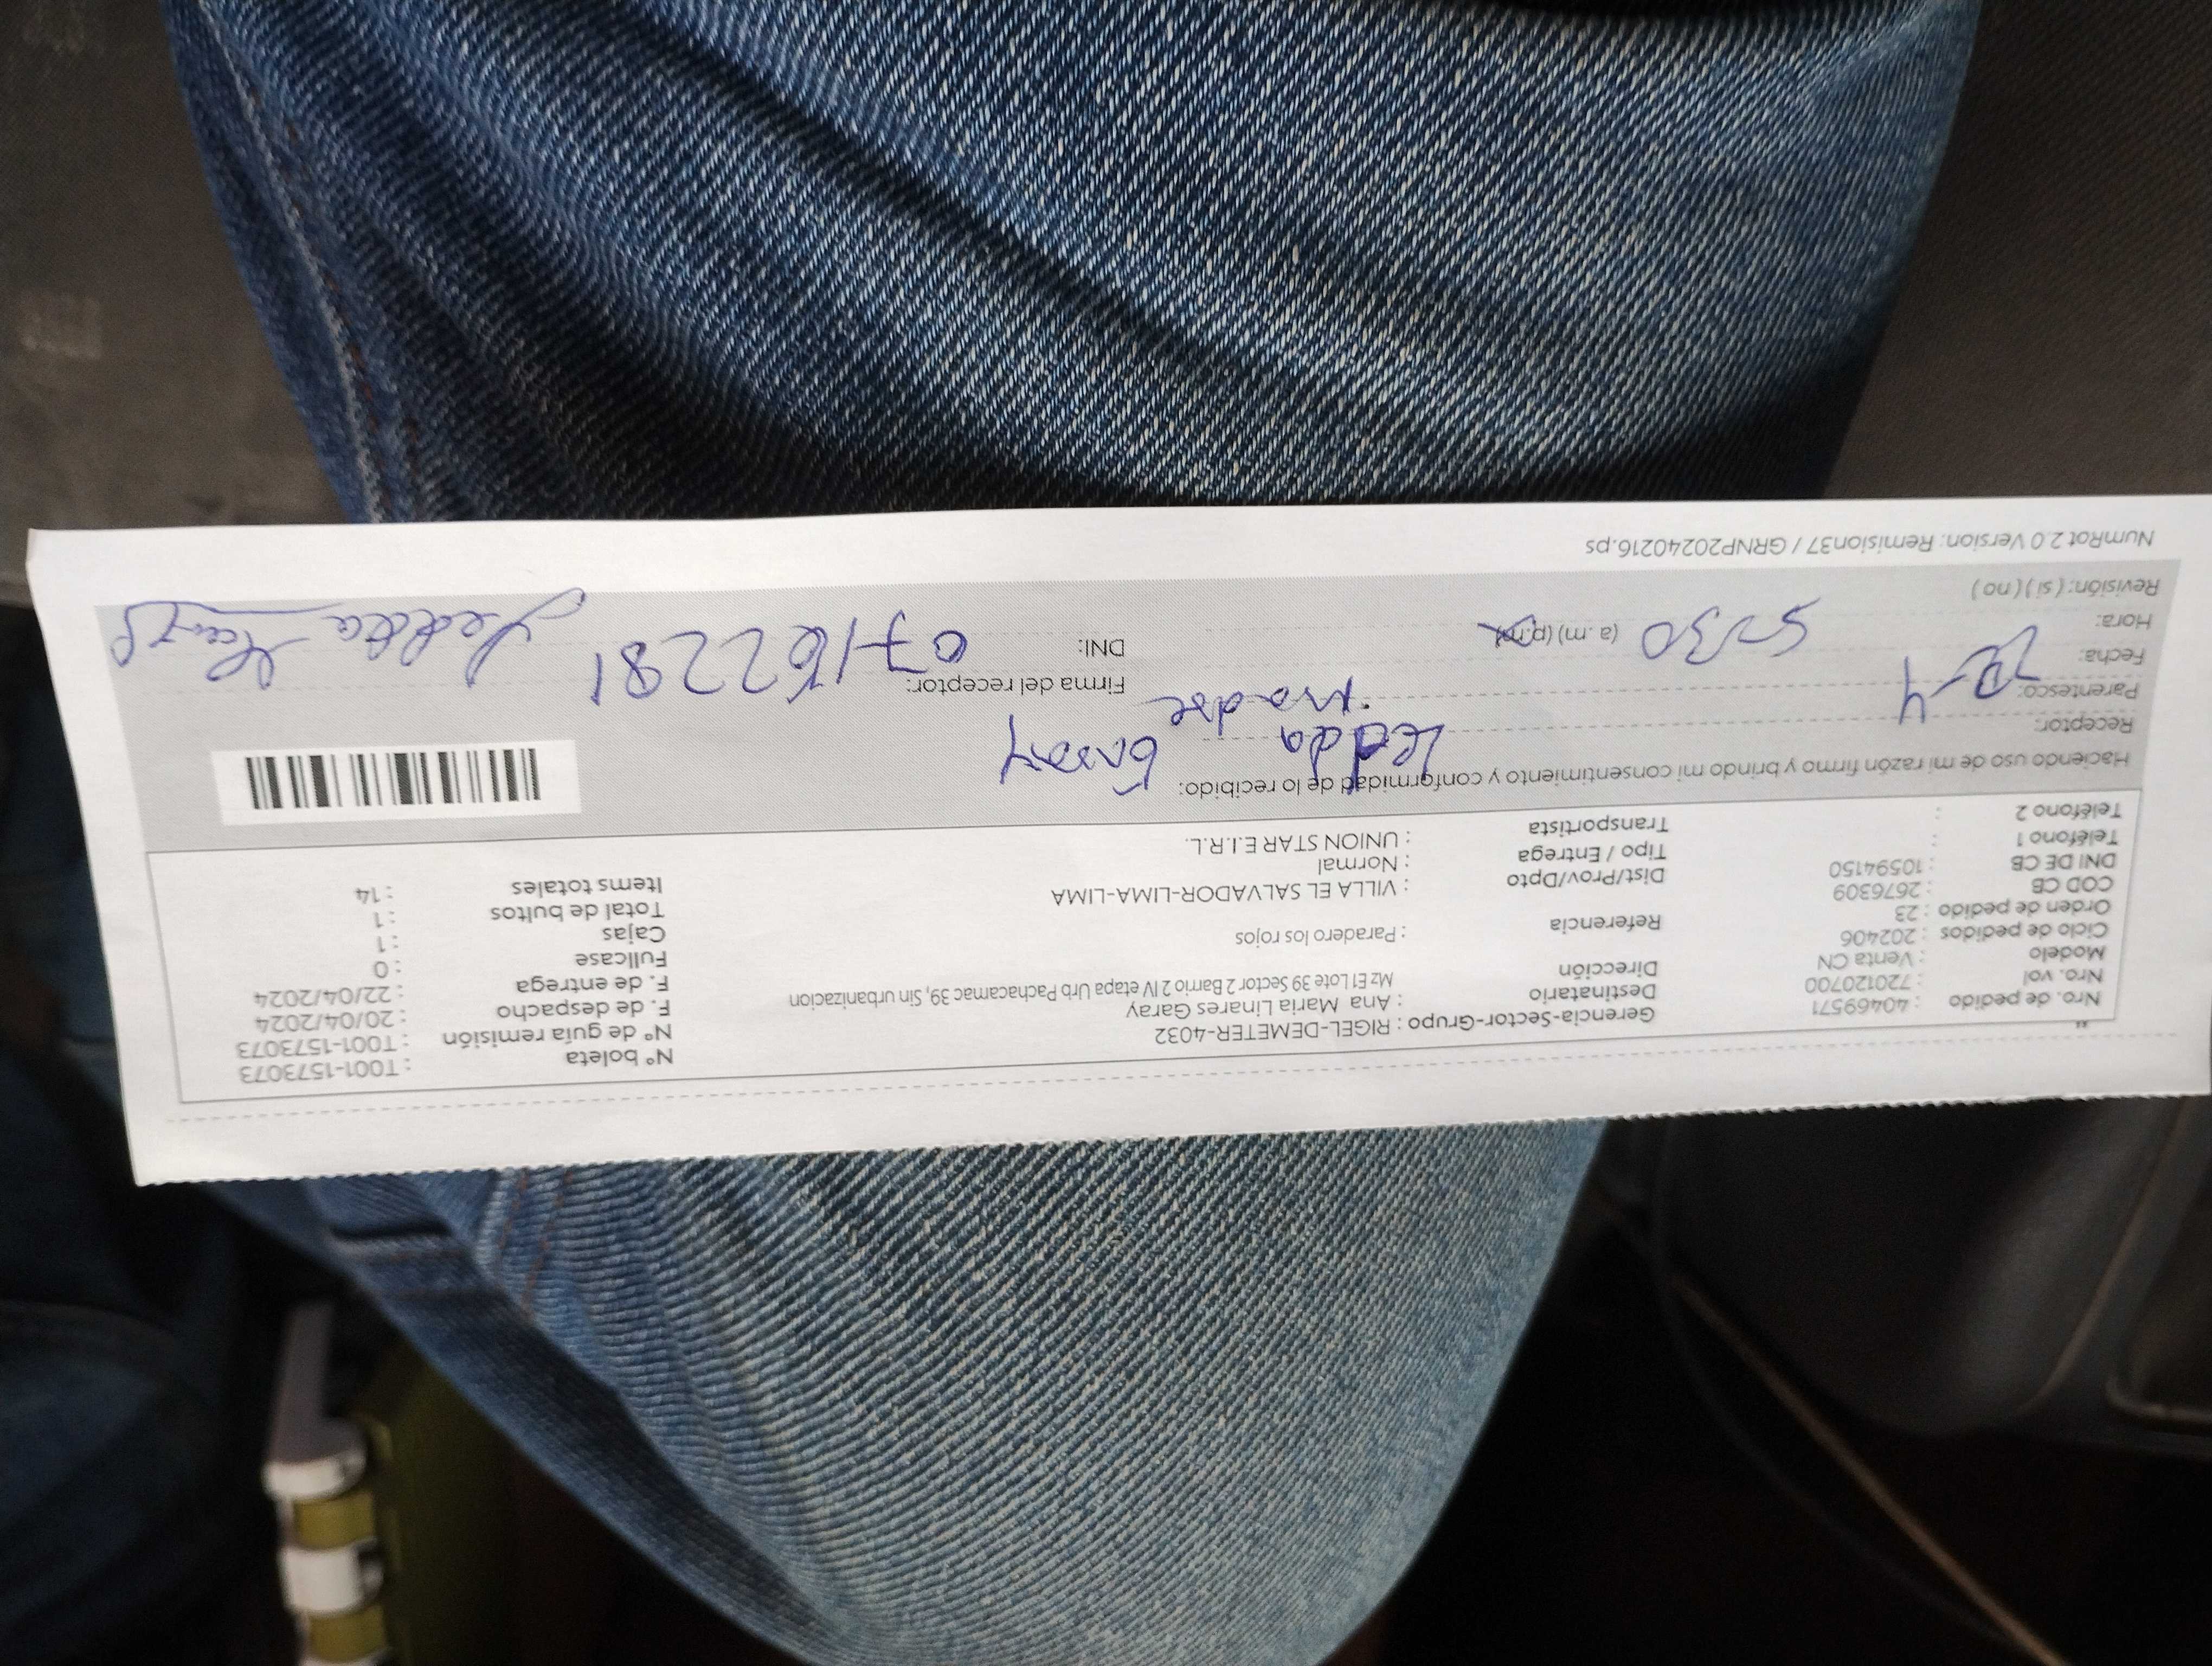 Nro. de pedido : 40469571
Nro. vol : 7201201200700
Modelo : Venta CN
Ciclo de pedidos : 202406
Orden de pedido : 23
COD CB : 2676309
DNI DE CB : 10594150
Teléfono 1 :
Teléfono 2 :
Gerencia-Sector-Grupo : RIGEL-DEMETER-4032
Destinatario : Ana Maria Linares Garay
Dirección Mz E1 Lote 39 Sector 2 Barrio 2 IV etapa Urb Pachacamac 39, Sin urbanizacion
Referencia : Paradero los rojos
Dist/Prov/Dpto : VILLA EL SALVADOR-LIMA-LIMA
Tipo / Entrega : Normal
Transportista : UNION STAR E.I.R.L.
N° boleta : T001-1573073
N° de guía remisión : T001-1573073
F. de despacho : 20/04/2024
F. de entrega : 22/04/2024
Fullcase : 0
Cajas : 1
Total de bultos : 1
Items totales : 14
Haciendo uso de mi razón firmo y brindo mi consentimiento y conformidad de lo recibido:
Receptor: Ledda Garay
Parentesco: madre
Fecha:
Hora: 5:30 (a.m) (p.m)
Revisión: (si) (no)
Firma del receptor:
DNI: 07162281
NumRot 2.0 Version: Remision37 / GRNP20240216.ps